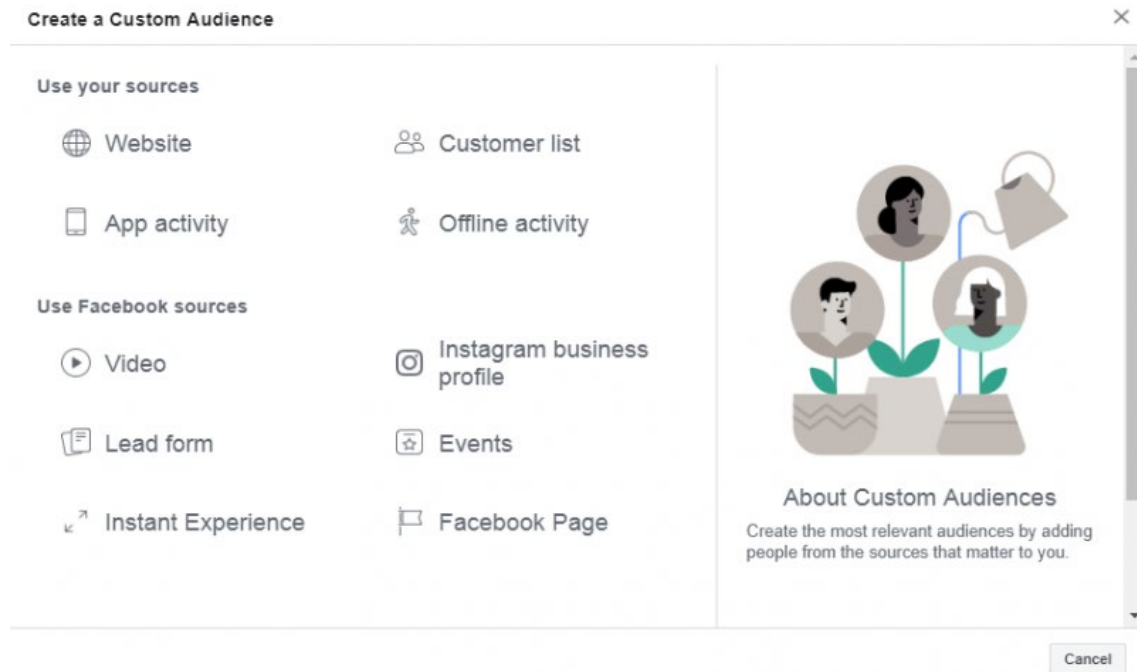 Create a Custom Audience
Use your sources
Website
Customer list
App activity
Offline activity
Use Facebook sources
Video
Instagram business
profile
Lead form
Events
Instant Experience
Facebook Page
About Custom Audiences
Create the most relevant audiences by adding
people from the sources that matter to you.
Cancel